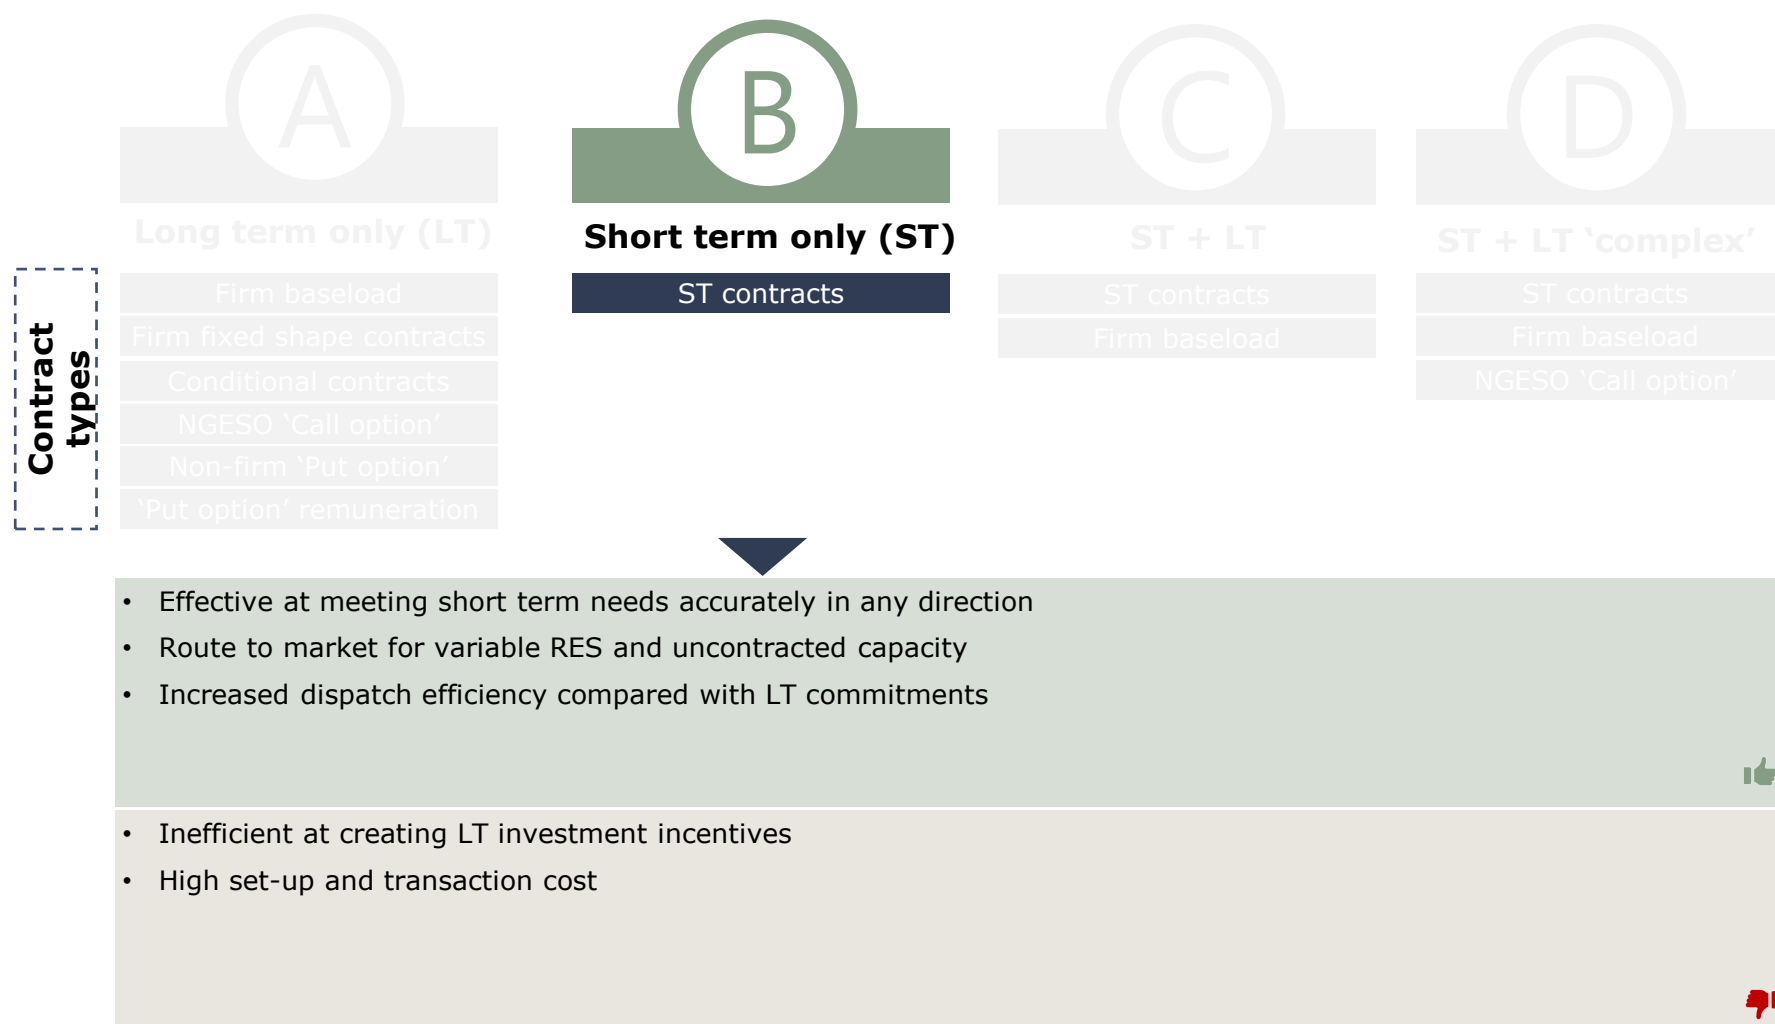 A
B
C
D
Long term only (LT)
Short term only (ST)
ST + LT
ST + LT ‘complex’
Contract
types
Firm baseload
Firm fixed shape contracts
Conditional contracts
NGESO ‘Call option’
Non-firm ‘Put option’
‘Put option’ remuneration
ST contracts
ST contracts
Firm baseload
ST contracts
Firm baseload
NGESO ‘Call option’
• Effective at meeting short term needs accurately in any direction
• Route to market for variable RES and uncontracted capacity
• Increased dispatch efficiency compared with LT commitments
• Inefficient at creating LT investment incentives
• High set-up and transaction cost